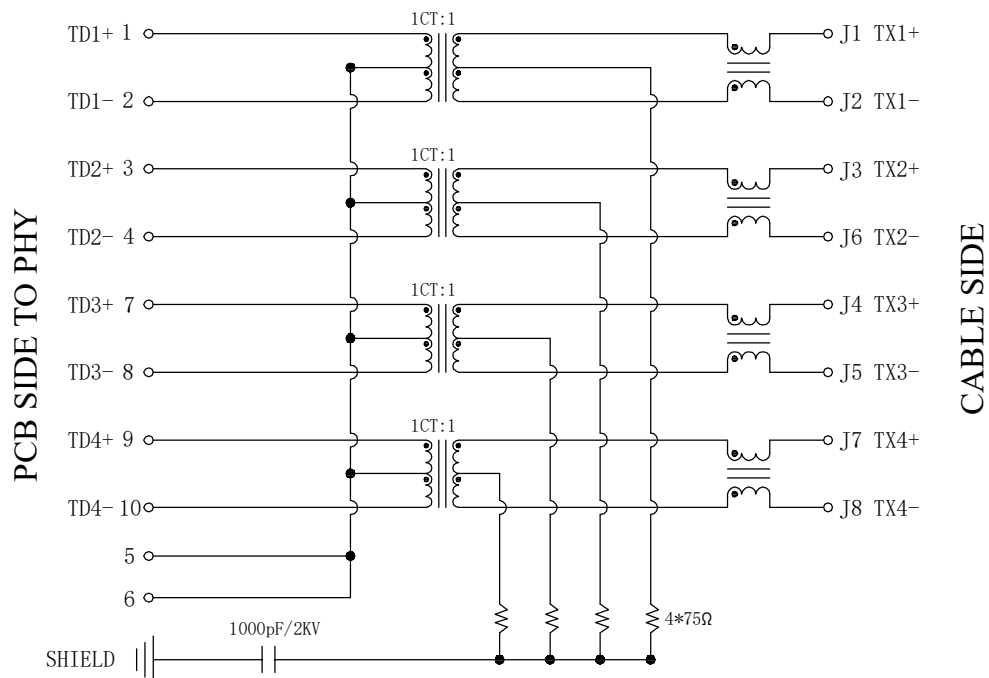 1CT:1
TD1+ 1
J1 TX1+
TD1- 2
J2 TX1-
1CT:1
TD2+ 3
J3 TX2+
TD2- 4
J6 TX2-
PCB SIDE TO PHY
CABLE SIDE
1CT:1
TD3+ 7
J4 TX3+
TD3- 8
J5 TX3-
1CT:1
TD4+ 9
J7 TX4+
TD4- 10
J8 TX4-
5
6
4*75Ω
1000pF/2KV
SHIELD